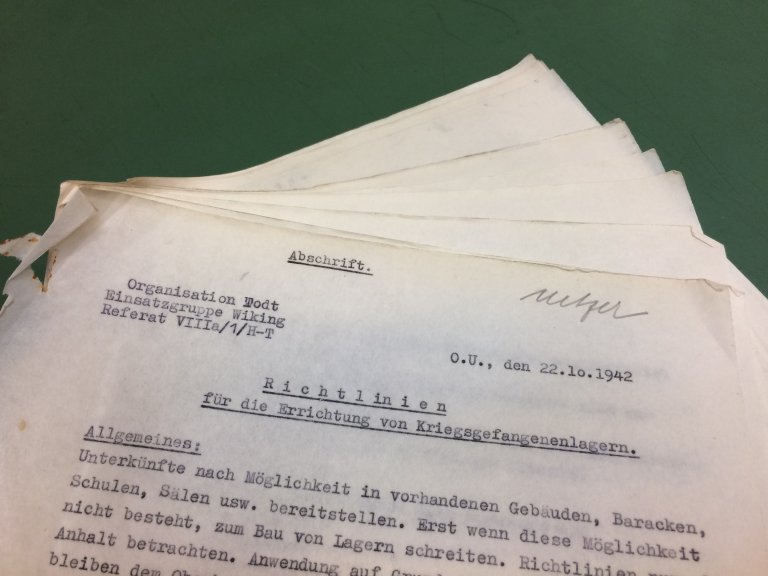 Abschrift.
Organisation Todt
Einsatzgruppe Wiking
Referat VIIIa/1/H-T
O.U., den 22.1o.1942
Richtlinien
für die Errichtung von Kriegsgefangenenlagern.
Allgemeines:
Unterkünfte nach Möglichkeit in vorhandenen Gebäuden, Baracken,
Schulen, Sälen usw. bereitstellen. Erst wenn diese Möglichkeit
nicht besteht, zum Bau von Lagern schreiten. Richtlinien
Anhalt betrachten. Anwendung auf
bleiben dem